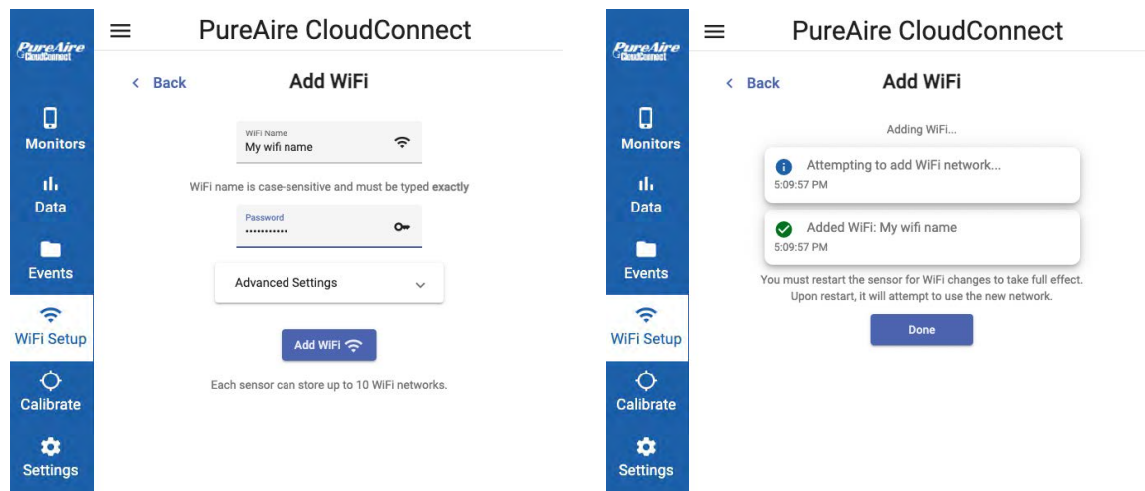 PureAire CloudConnect
PureAire
CloudConnect
Back
Add WiFi
WiFi Name
My wifi name
WiFi name is case-sensitive and must be typed exactly
Password
Advanced Settings
Add WiFi
Each sensor can store up to 10 WiFi networks.
Monitors
Data
Events
WiFi Setup
Calibrate
Settings
PureAire CloudConnect
PureAire
CloudConnect
Back
Add WiFi
Adding WiFi...
Attempting to add WiFi network...
5:09:57 PM
Added WiFi: My wifi name
5:09:57 PM
You must restart the sensor for WiFi changes to take full effect.
Upon restart, it will attempt to use the new network.
Done
Monitors
Data
Events
WiFi Setup
Calibrate
Settings